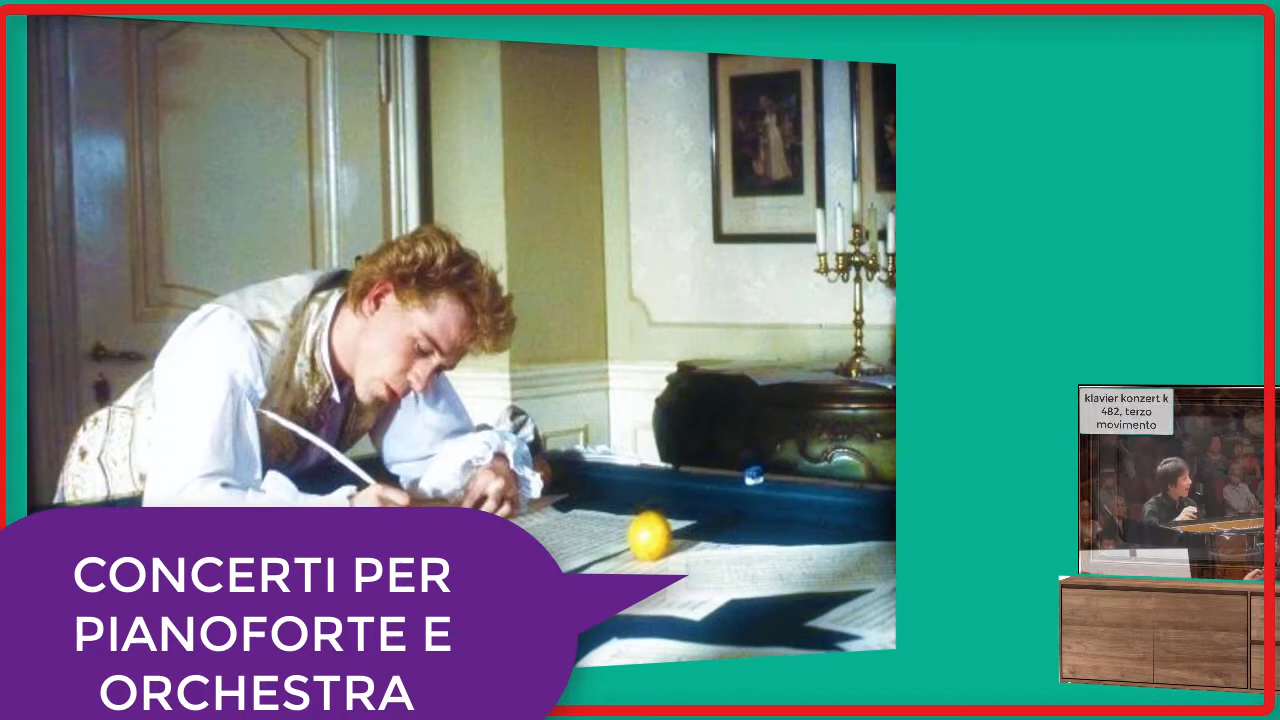 klavier konzert k
482, terzo
movimento
CONCERTI PER
PIANOFORTE E
ORCHESTRA